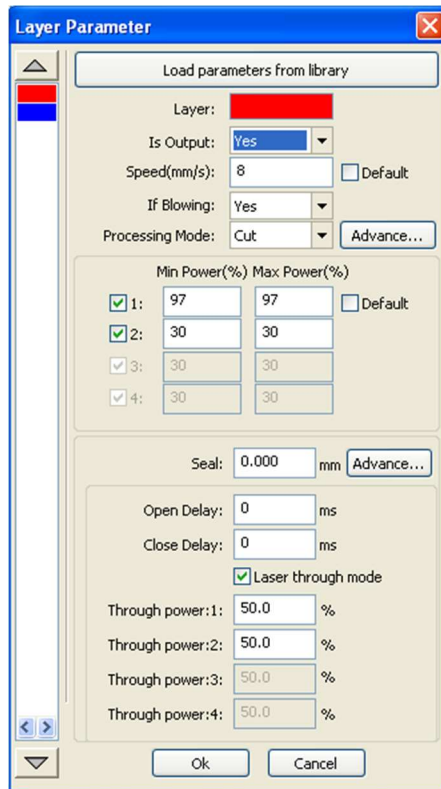 Layer Parameter
Load parameters from library
Layer:
Is Output: Yes
Speed(mm/s): 8 Default
If Blowing: Yes
Processing Mode: Cut Advance...
Min Power(%) Max Power(%)
1: 97 97 Default
2: 30 30
3: 30 30
4: 30 30
Seal: 0.000 mm Advance...
Open Delay: 0 ms
Close Delay: 0 ms
Laser through mode
Through power:1: 50.0 %
Through power:2: 50.0 %
Through power:3: 50.0 %
Through power:4: 50.0 %
Ok Cancel